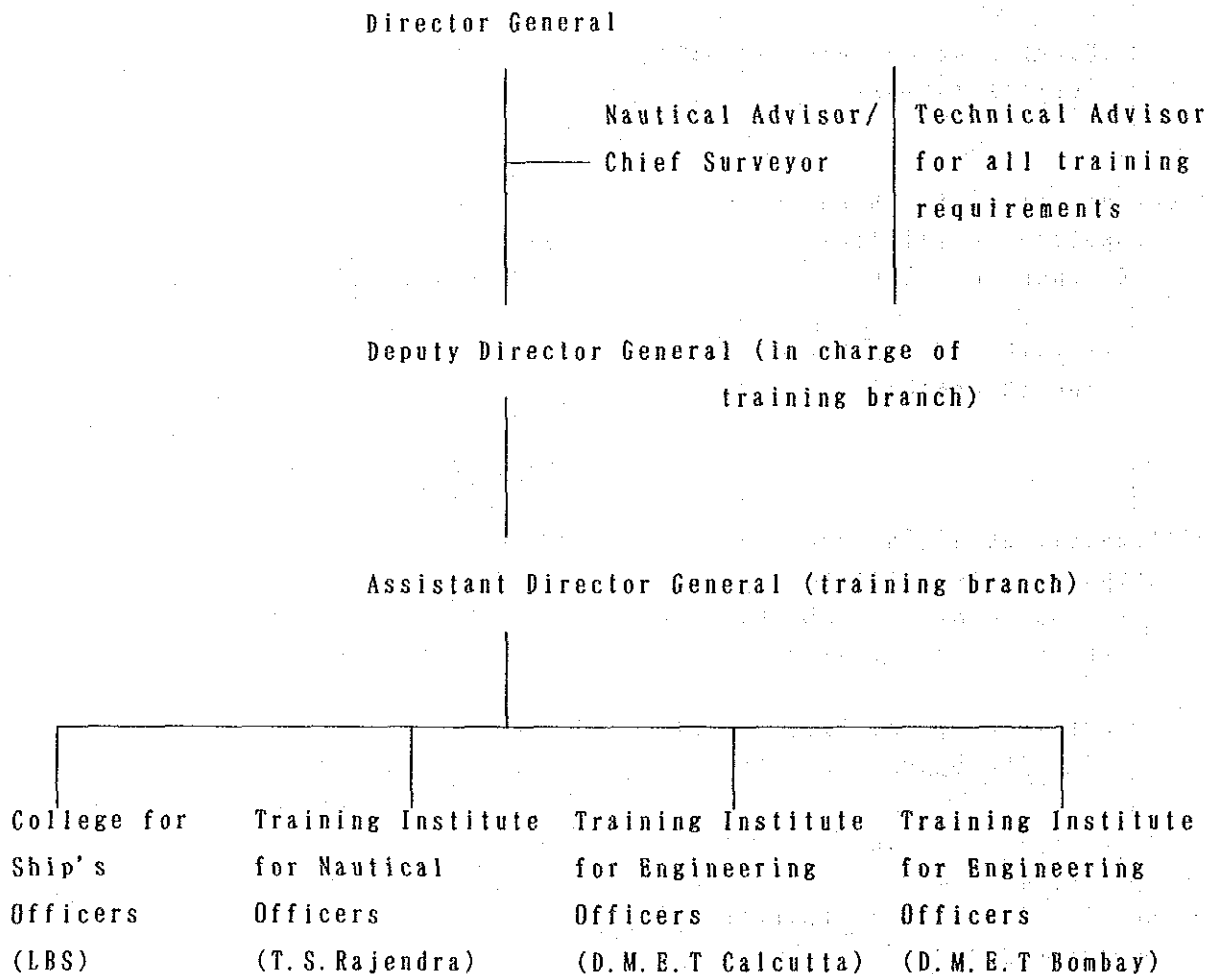 Director General
Nautical Advisor/
Chief Surveyor
Technical Advisor
for all training
requirements
Deputy Director General (in charge of
training branch)
Assistant Director General (training branch)
College for
Ship's
Officers
(LBS)
Training Institute
for Nautical
Officers
(T.S.Rajendra)
Training Institute
for Engineering
Officers
(D.M.E.T Calcutta)
Training Institute
for Engineering
Officers
(D.M.E.T Bombay)